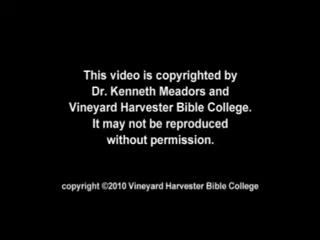 This video is copyrighted by
Dr. Kenneth Meadors and
Vineyard Harvester Bible College.
It may not be reproduced
without permission.
copyright ©2010 Vineyard Harvester Bible College